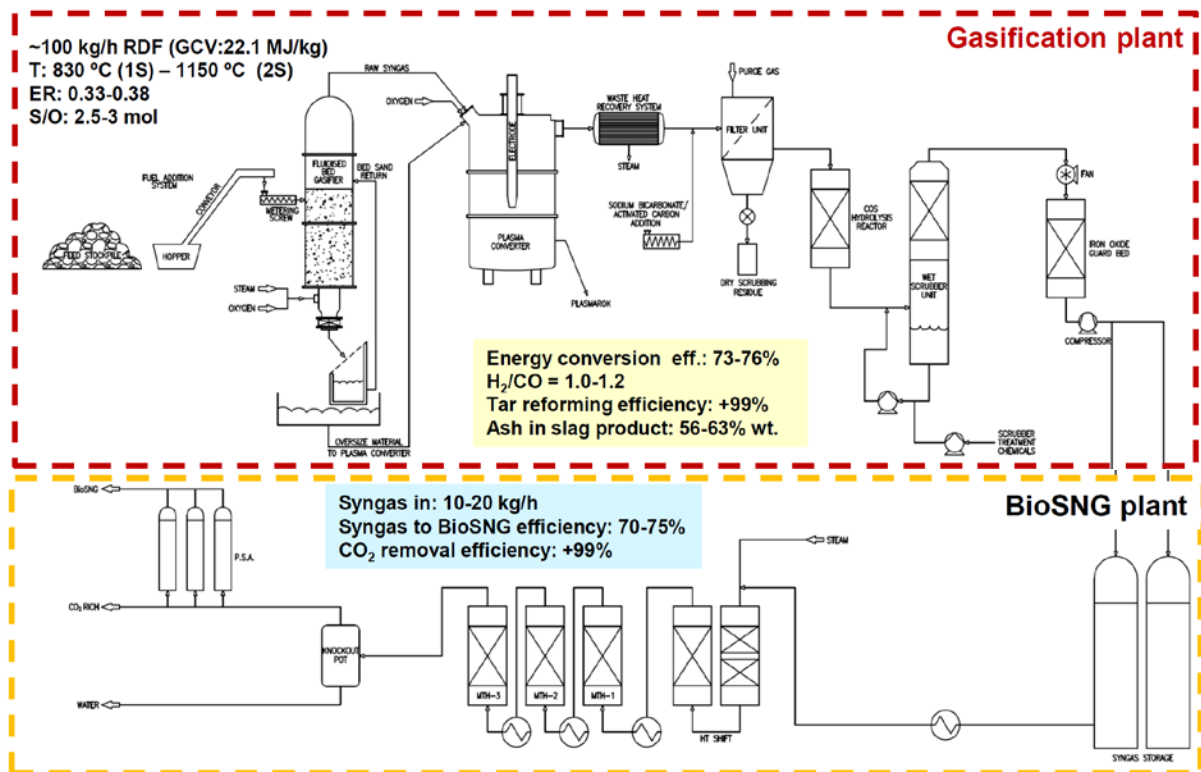 Gasification plant
~100 kg/h RDF (GCV:22.1 MJ/kg)
T: 830 ºC (1S) – 1150 ºC (2S)
ER: 0.33-0.38
S/O: 2.5-3 mol
RAW SYNGAS
OXYGEN
ELECTRODE
WASTE HEAT
RECOVERY SYSTEM
STEAM
PURGE GAS
FILTER UNIT
FUEL ADDITION
SYSTEM
CONVEYOR
HOPPER
FEED STOCKPILE
METERING
SCREW
FLUIDISED
BED
GASIFIER
BED SAND
RETURN
STEAM
OXYGEN
PLASMA
CONVERTER
PLASMAROK
SODIUM BICARBONATE/
ACTIVATED CARBON
ADDITION
DRY SCRUBBING
RESIDUE
COS
HYDROLYSIS
REACTOR
WET
SCRUBBER
UNIT
FAN
IRON OXIDE
GUARD BED
COMPRESSOR
SCRUBBER
TREATMENT
CHEMICALS
OVERSIZE MATERIAL
TO PLASMA CONVERTER
Energy conversion eff.: 73-76%
H₂/CO = 1.0-1.2
Tar reforming efficiency: +99%
Ash in slag product: 56-63% wt.
BioSNG plant
Syngas in: 10-20 kg/h
Syngas to BioSNG efficiency: 70-75%
CO₂ removal efficiency: +99%
BioSNG
P.S.A.
CO₂ RICH
KNOCKOUT
POT
WATER
MTH-3
MTH-2
MTH-1
HT SHIFT
STEAM
SYNGAS STORAGE